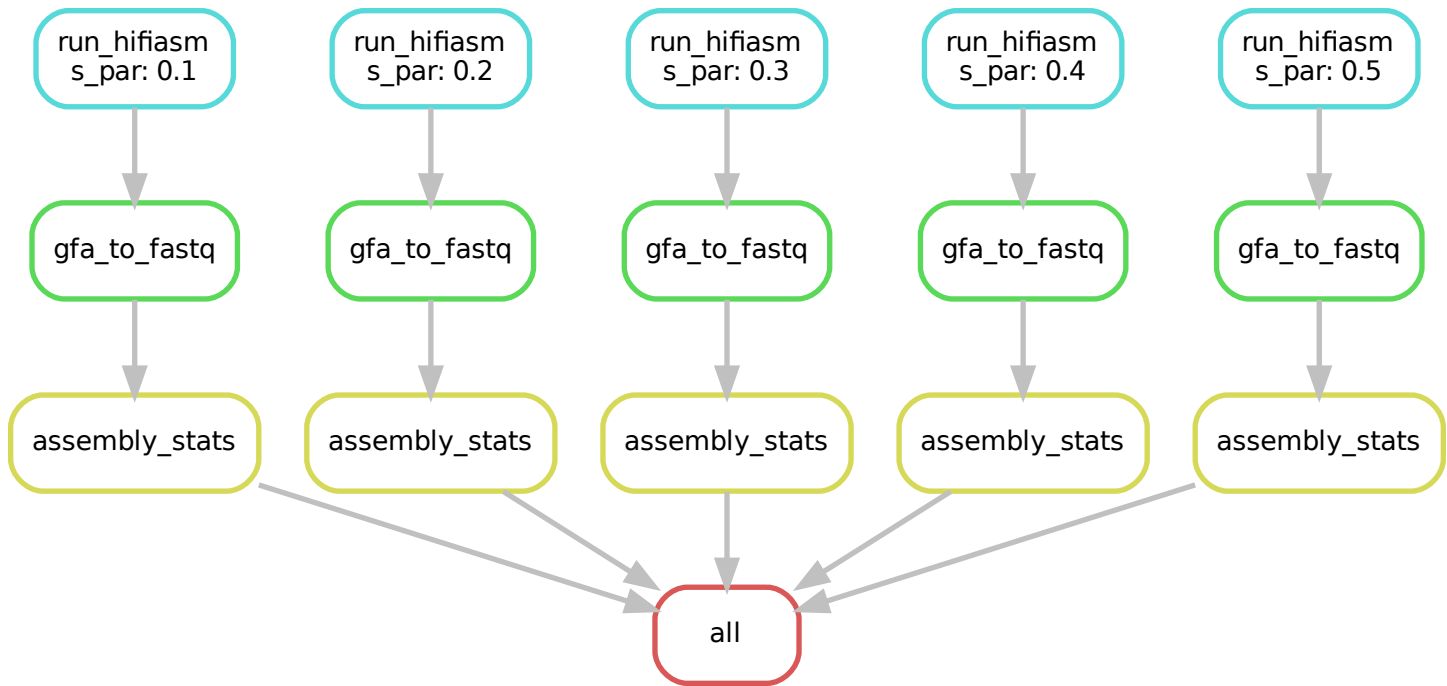 run_hifiasm
s_par: 0.1
run_hifiasm
s_par: 0.2
run_hifiasm
s_par: 0.3
run_hifiasm
s_par: 0.4
run_hifiasm
s_par: 0.5
gfa_to_fastq
gfa_to_fastq
gfa_to_fastq
gfa_to_fastq
gfa_to_fastq
assembly_stats
assembly_stats
assembly_stats
assembly_stats
assembly_stats
all